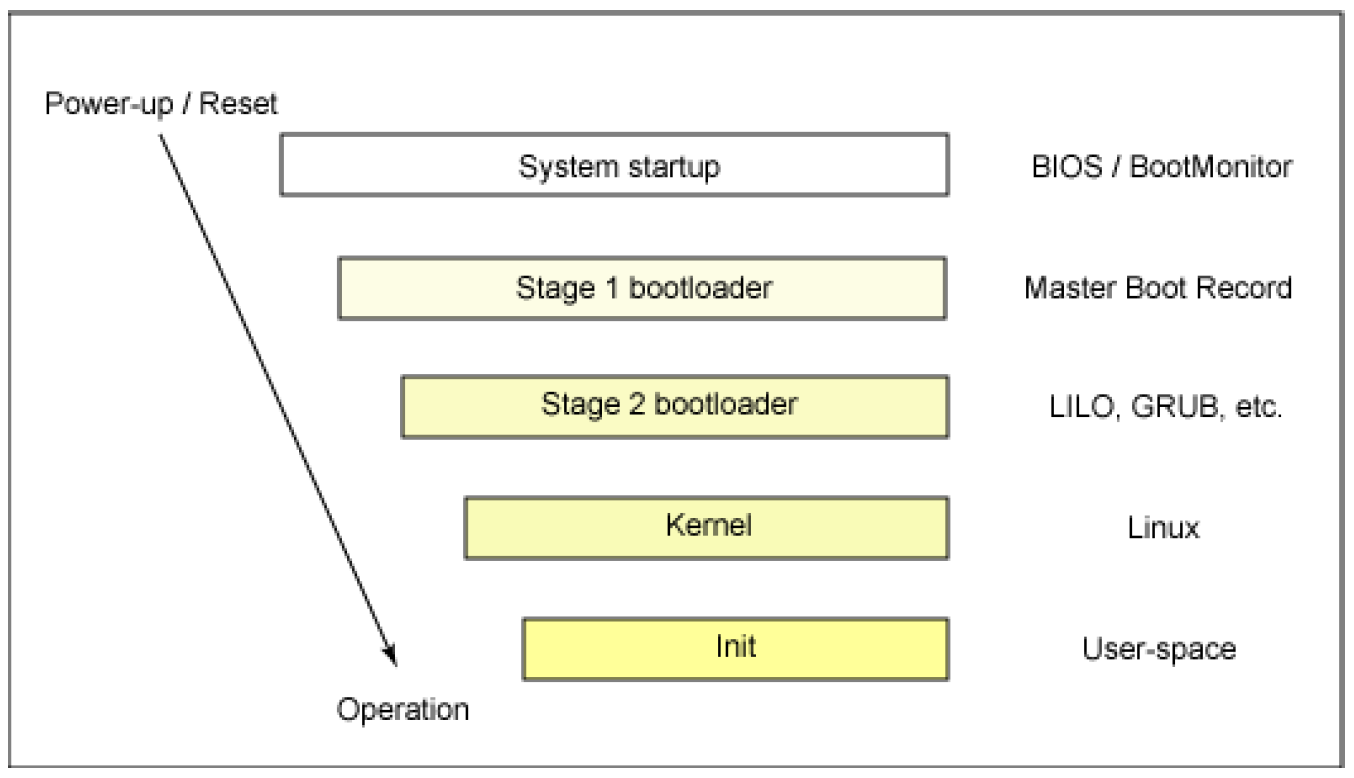 Power-up / Reset
System startup
BIOS / BootMonitor
Stage 1 bootloader
Master Boot Record
Stage 2 bootloader
LILO, GRUB, etc.
Kernel
Linux
Init
User-space
Operation